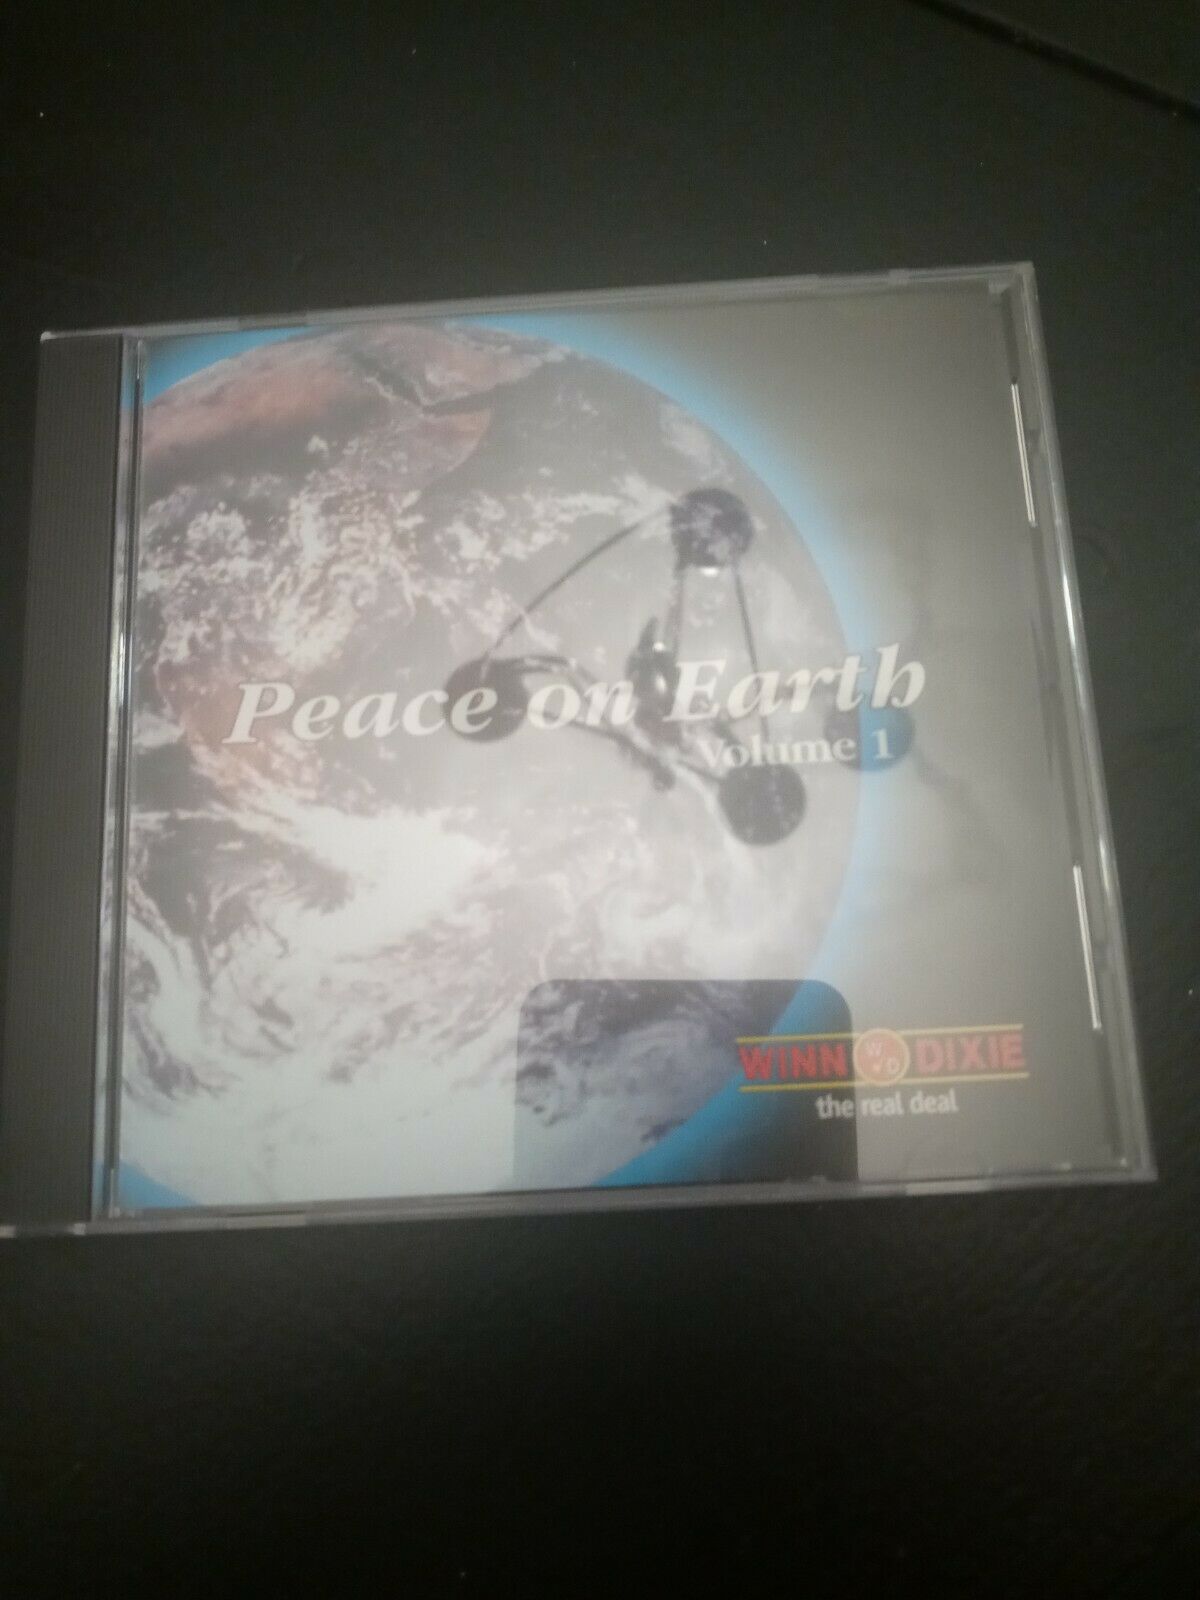 Peace on Earth
Volume 1
WINN W D DIXIE
the real deal